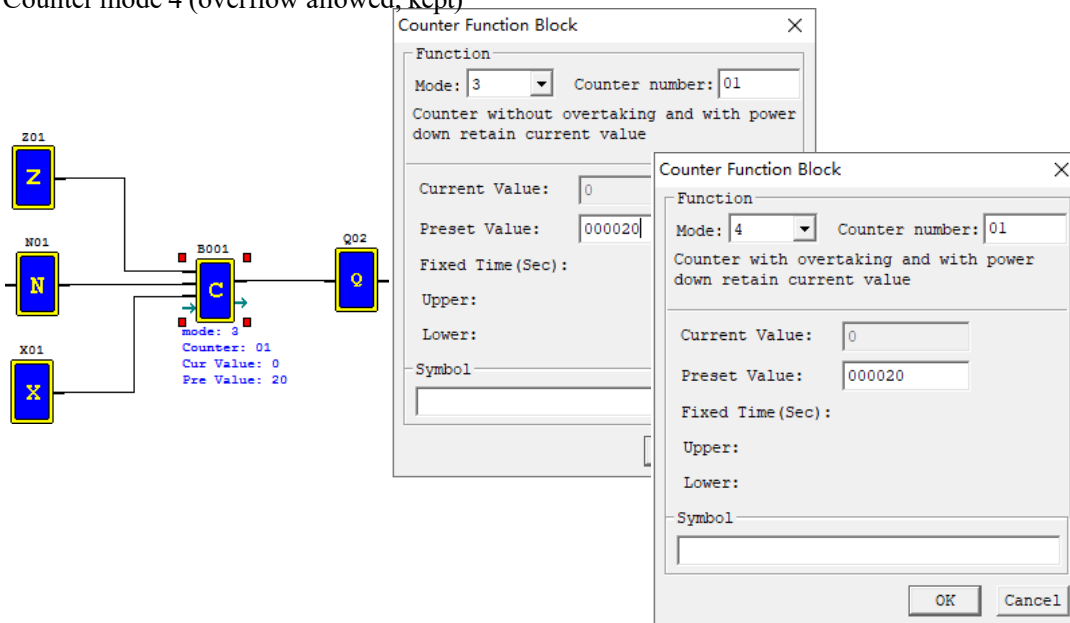 Counter mode 4 (overflow allowed, kept)
Z01
Z
N01
N
X01
X
B001
C
mode: 3
Counter: 01
Cur Value: 0
Pre Value: 20
Q02
Q
Counter Function Block
Function
Mode: 3 Counter number: 01
Counter without overtaking and with power
down retain current value
Current Value: 0
Preset Value: 000020
Fixed Time(Sec):
Upper:
Lower:
Symbol
Counter Function Block
Function
Mode: 4 Counter number: 01
Counter with overtaking and with power
down retain current value
Current Value: 0
Preset Value: 000020
Fixed Time(Sec):
Upper:
Lower:
Symbol
OK Cancel